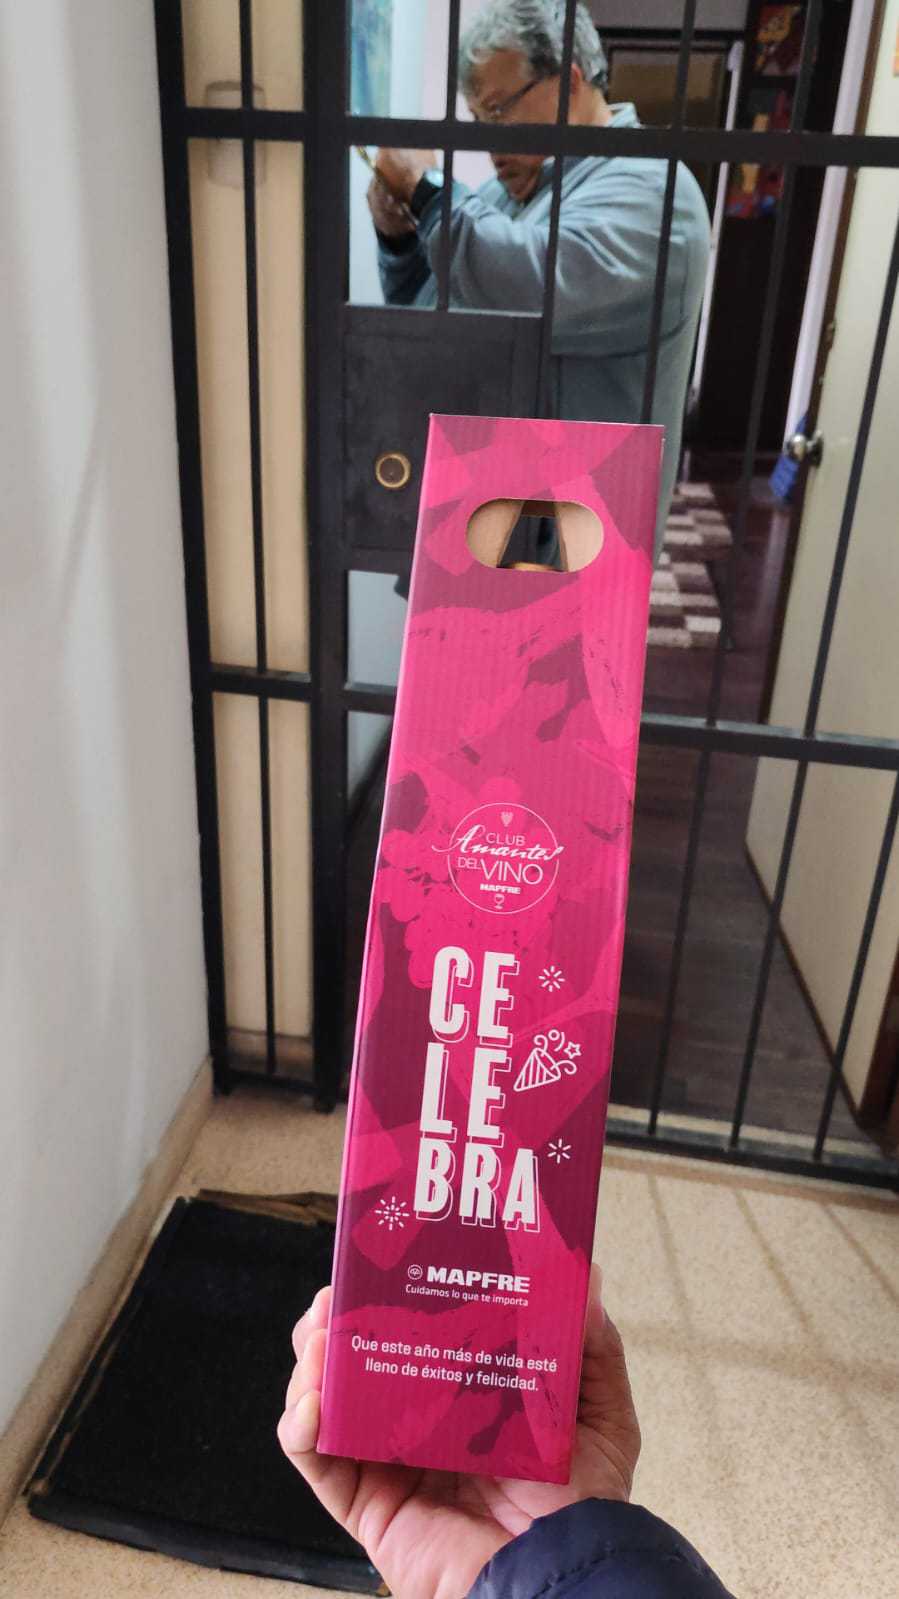 CLUB
Amantes
DEL VINO
MAPFRE
CE
LE
BRA
MAPFRE
Cuidamos lo que te importa
Que este año más de vida esté
lleno de éxitos y felicidad.